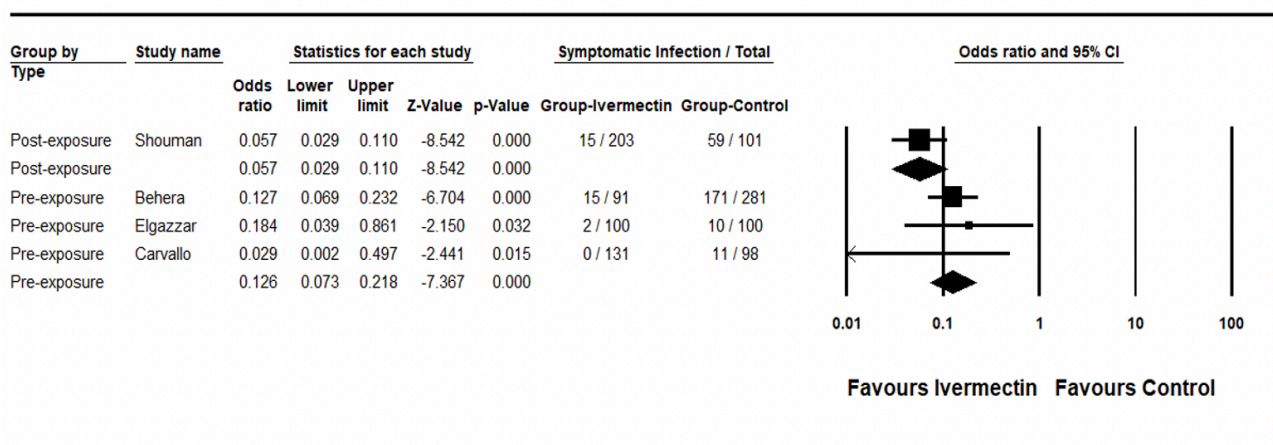 Group by Study name Statistics for each study Symptomatic Infection / Total Odds ratio and 95% CI
Type
Odds Lower Upper
ratio limit limit Z-Value p-Value Group-Ivermectin Group-Control
Post-exposure Shouman 0.057 0.029 0.110 -8.542 0.000 15 / 203 59 / 101
Post-exposure 0.057 0.029 0.110 -8.542 0.000
Pre-exposure Behera 0.127 0.069 0.232 -6.704 0.000 15 / 91 171 / 281
Pre-exposure Elgazzar 0.184 0.039 0.861 -2.150 0.032 2 / 100 10 / 100
Pre-exposure Carvallo 0.029 0.002 0.497 -2.441 0.015 0 / 131 11 / 98
Pre-exposure 0.126 0.073 0.218 -7.367 0.000
0.01 0.1 1 10 100
Favours Ivermectin Favours Control